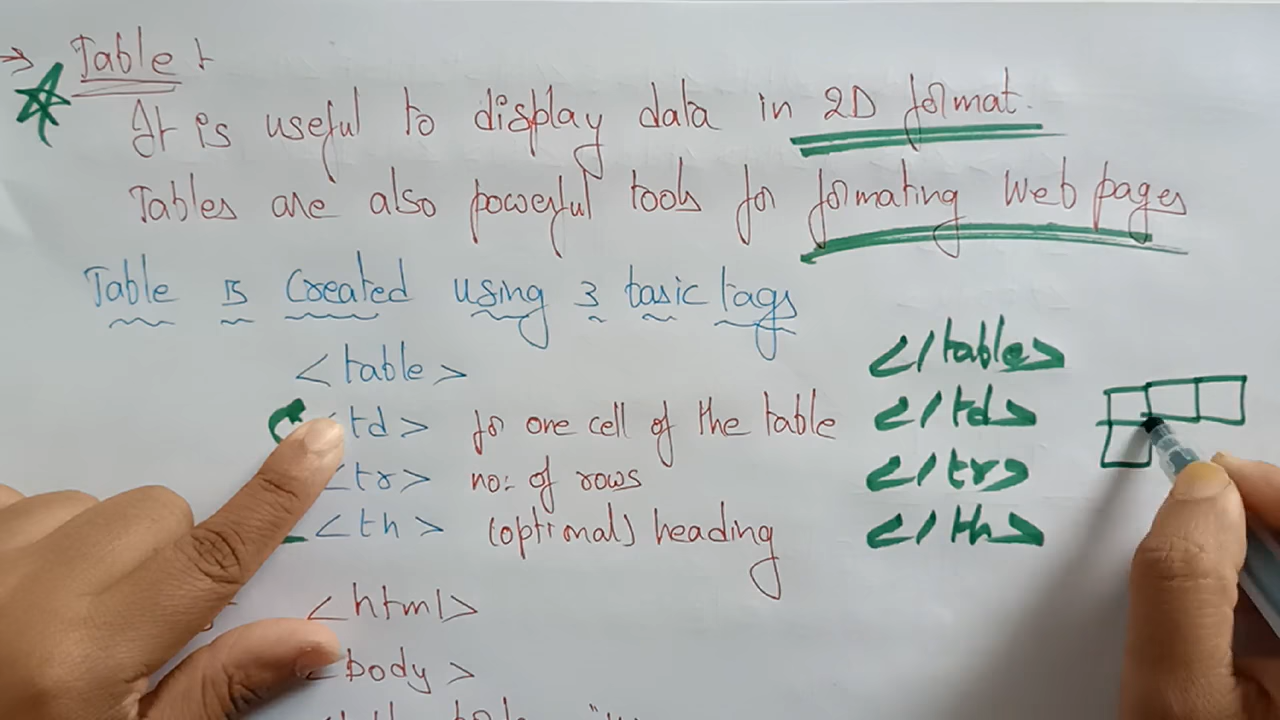 → Table :
It is useful to display data in 2D format.
Tables are also powerful tools for formating Web pages
Table is Created using 3 basic tags
<table> </table>
<td> for one cell of the table </td>
<tr> no: of rows </tr>
<th> (optional) heading </th>
<html>
<body>